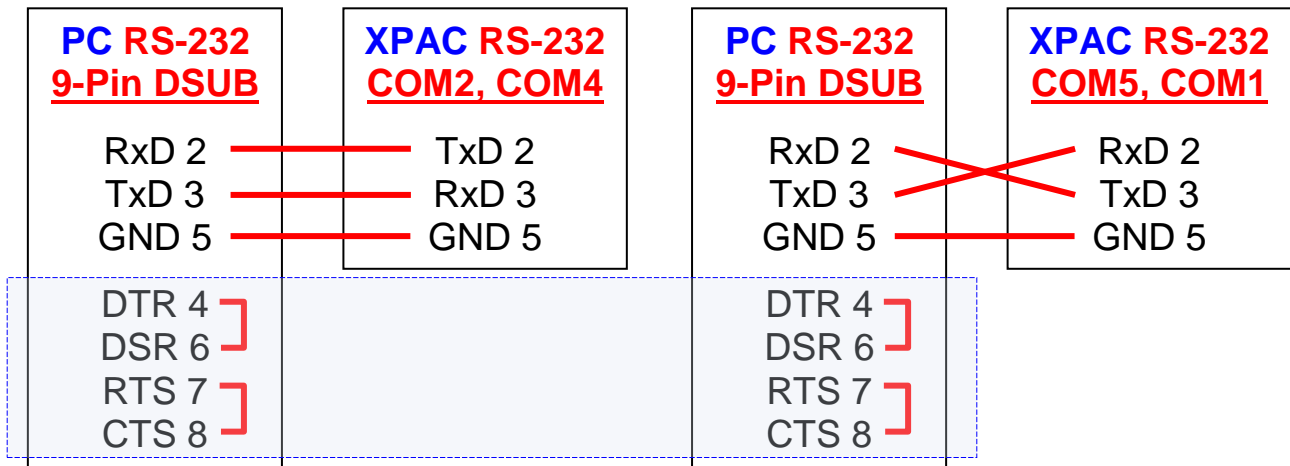 PC RS-232
9-Pin DSUB
RxD 2
TxD 3
GND 5
DTR 4
DSR 6
RTS 7
CTS 8
XPAC RS-232
COM2, COM4
TxD 2
RxD 3
GND 5
PC RS-232
9-Pin DSUB
RxD 2
TxD 3
GND 5
DTR 4
DSR 6
RTS 7
CTS 8
XPAC RS-232
COM5, COM1
RxD 2
TxD 3
GND 5